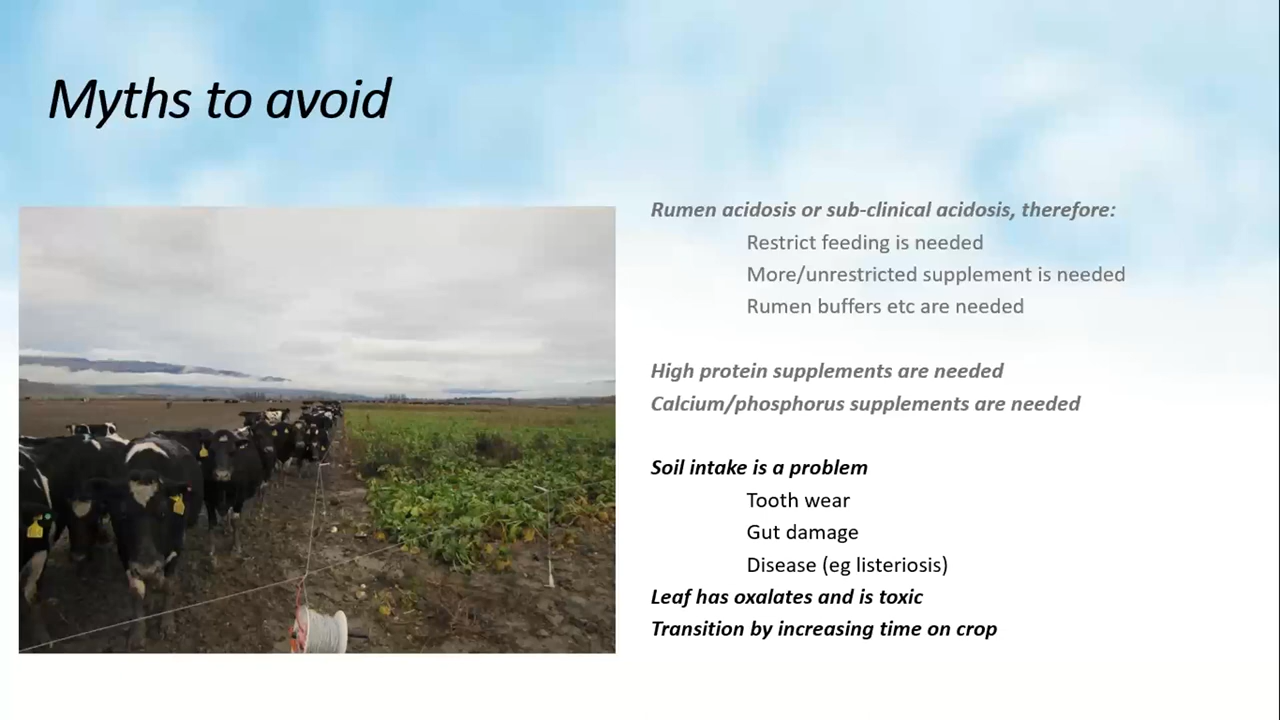 Myths to avoid
Rumen acidosis or sub-clinical acidosis, therefore:
Restrict feeding is needed
More/unrestricted supplement is needed
Rumen buffers etc are needed
High protein supplements are needed
Calcium/phosphorus supplements are needed
Soil intake is a problem
Tooth wear
Gut damage
Disease (eg listeriosis)
Leaf has oxalates and is toxic
Transition by increasing time on crop